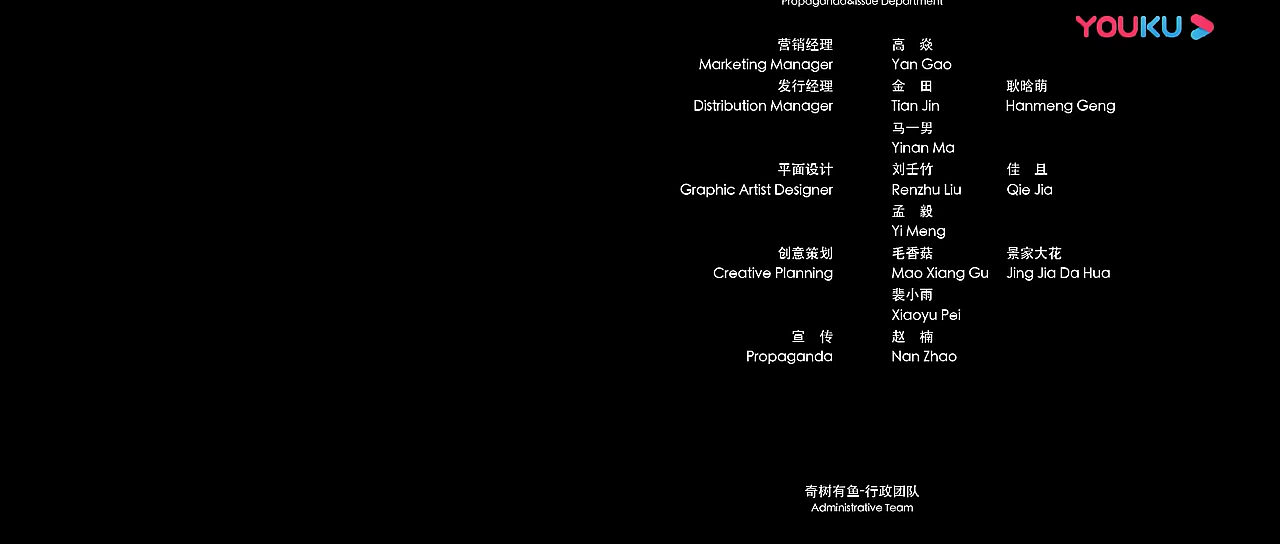 Propaganda&Issue Department
YOUKU
营销经理 高 焱
Marketing Manager Yan Gao
发行经理 金 田 耿晗萌
Distribution Manager Tian Jin Hanmeng Geng
马一男
Yinan Ma
平面设计 刘壬竹 佳 且
Graphic Artist Designer Renzhu Liu Qie Jia
孟 毅
Yi Meng
创意策划 毛香菇 景家大花
Creative Planning Mao Xiang Gu Jing Jia Da Hua
裴小雨
Xiaoyu Pei
宣 传 赵 楠
Propaganda Nan Zhao
奇树有鱼-行政团队
Administrative Team